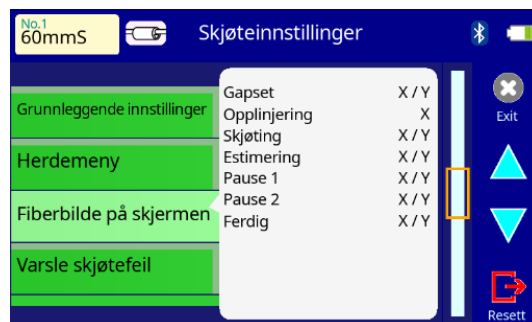 No.1
60mmS
Skjøteinnstillinger
Grunnleggende innstillinger
Herdemeny
Fiberbilde på skjermen
Varsle skjøtefeil
Gapset X / Y
Opplinjering X
Skjøting X / Y
Estimering X / Y
Pause 1 X / Y
Pause 2 X / Y
Ferdig X / Y
Exit
Resett